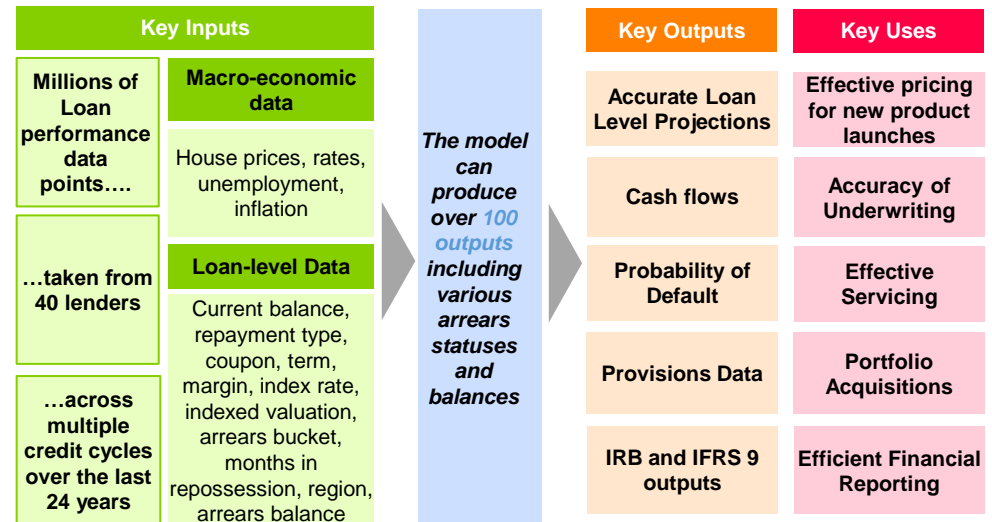 Key Inputs
Millions of
Loan
performance
data
points….
…taken from
40 lenders
…across
multiple
credit cycles
over the last
24 years
Macro-economic
data
House prices, rates,
unemployment,
inflation
Loan-level Data
Current balance,
repayment type,
coupon, term,
margin, index rate,
indexed valuation,
arrears bucket,
months in
repossession, region,
arrears balance
The model
can
produce
over 100
outputs
including
various
arrears
statuses
and
balances
Key Outputs
Accurate Loan
Level Projections
Cash flows
Probability of
Default
Provisions Data
IRB and IFRS 9
outputs
Key Uses
Effective pricing
for new product
launches
Accuracy of
Underwriting
Effective
Servicing
Portfolio
Acquisitions
Efficient Financial
Reporting